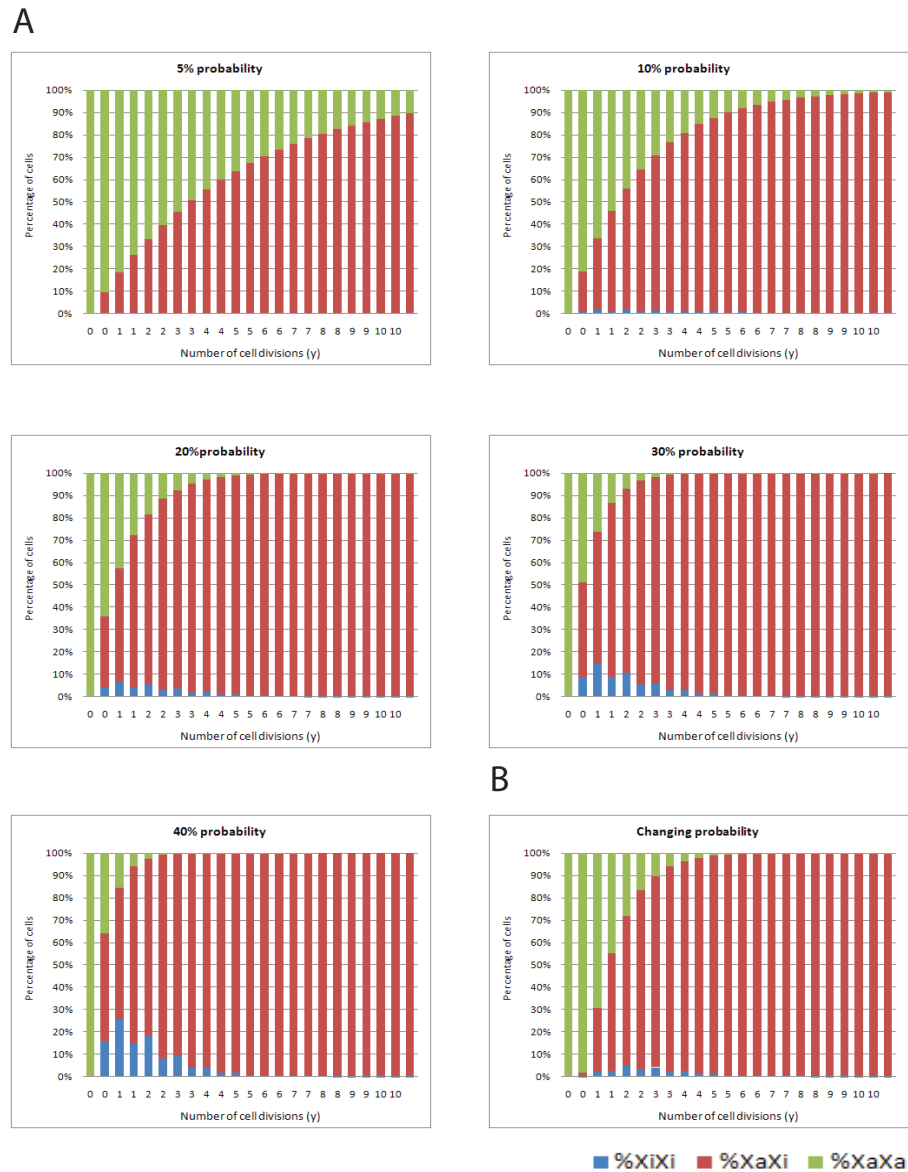 A
5% probability
100%
90%
80%
70%
60%
50%
40%
30%
20%
10%
0%
Percentage of cells
0 0 1 1 2 2 3 3 4 4 5 5 6 6 7 7 8 8 9 9 10 10
Number of cell divisions (y)
10% probability
100%
90%
80%
70%
60%
50%
40%
30%
20%
10%
0%
Percentage of cells
0 0 1 1 2 2 3 3 4 4 5 5 6 6 7 7 8 8 9 9 10 10
Number of cell divisions (y)
20%probability
100%
90%
80%
70%
60%
50%
40%
30%
20%
10%
0%
Percentage of cells
0 0 1 1 2 2 3 3 4 4 5 5 6 6 7 7 8 8 9 9 10 10
Number of cell divisions (y)
30% probability
100%
90%
80%
70%
60%
50%
40%
30%
20%
10%
0%
Percentage of cells
0 0 1 1 2 2 3 3 4 4 5 5 6 6 7 7 8 8 9 9 10 10
Number of cell divisions (y)
40% probability
100%
90%
80%
70%
60%
50%
40%
30%
20%
10%
0%
Percentage of cells
0 0 1 1 2 2 3 3 4 4 5 5 6 6 7 7 8 8 9 9 10 10
Number of cell divisions (y)
B
Changing probability
100%
90%
80%
70%
60%
50%
40%
30%
20%
10%
0%
Percentage of cells
0 0 1 1 2 2 3 3 4 4 5 5 6 6 7 7 8 8 9 9 10 10
Number of cell divisions (y)
%XiXi %XaXi %XaXa